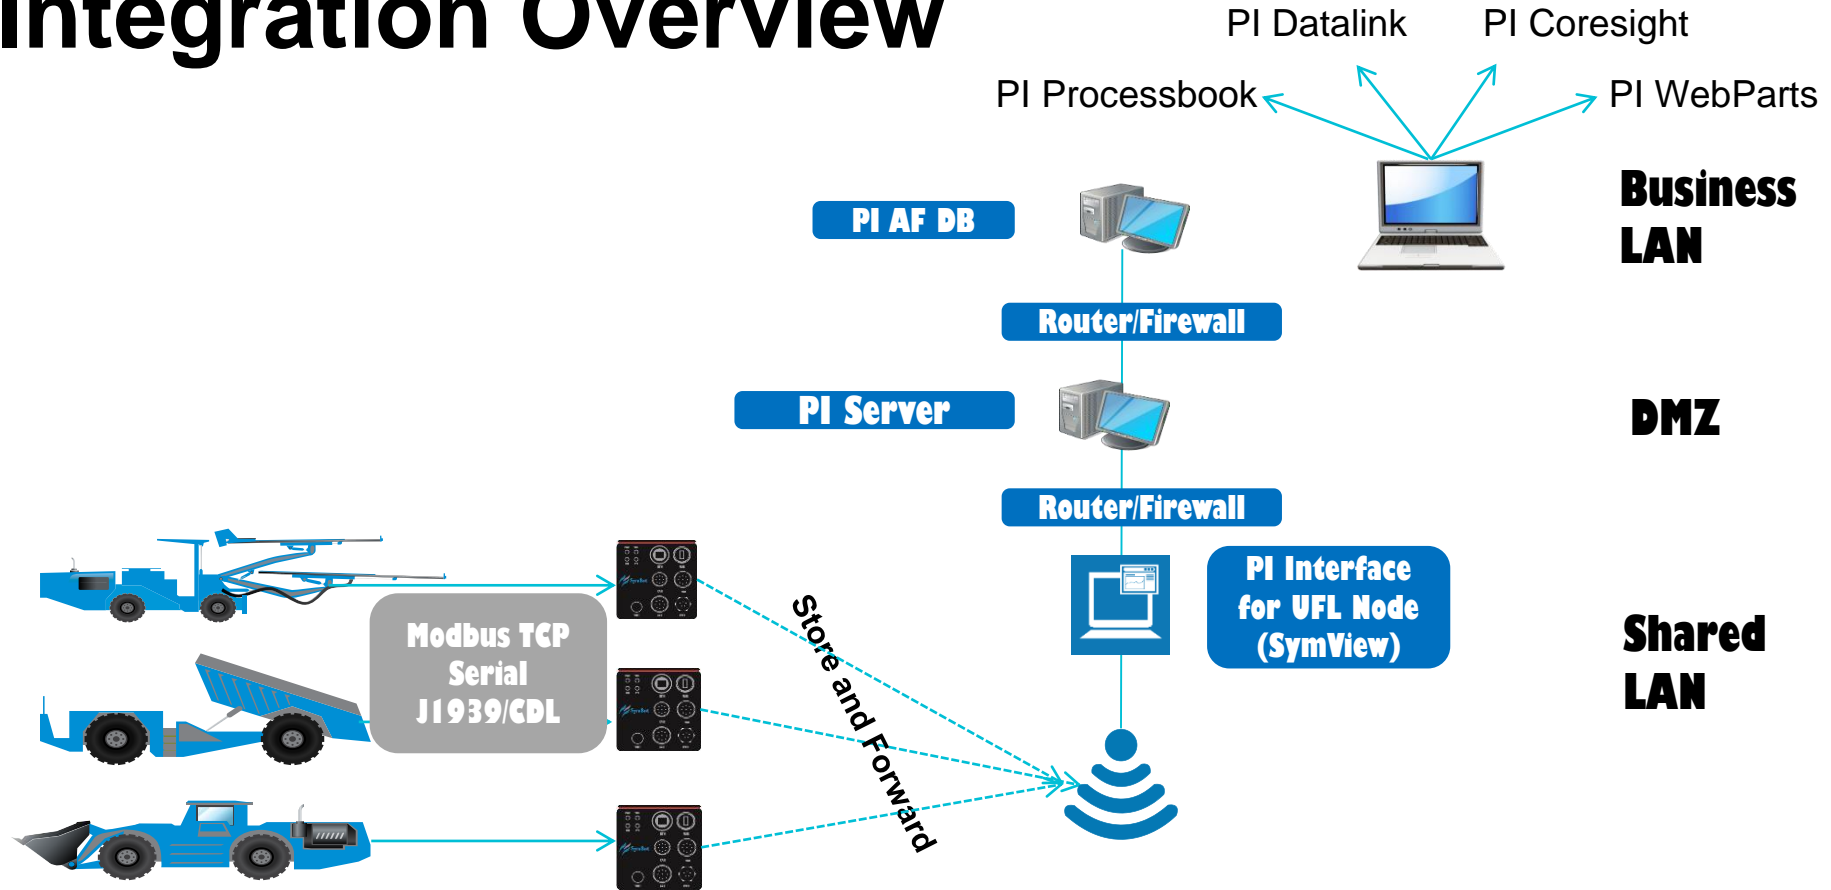 Integration Overview
PI Datalink
PI Coresight
PI Processbook
PI WebParts
Business
LAN
PI AF DB
Router/Firewall
PI Server
DMZ
Router/Firewall
PI Interface
for UFL Node
(SymView)
Shared
LAN
Modbus TCP
Serial
J1939/CDL
Store and Forward